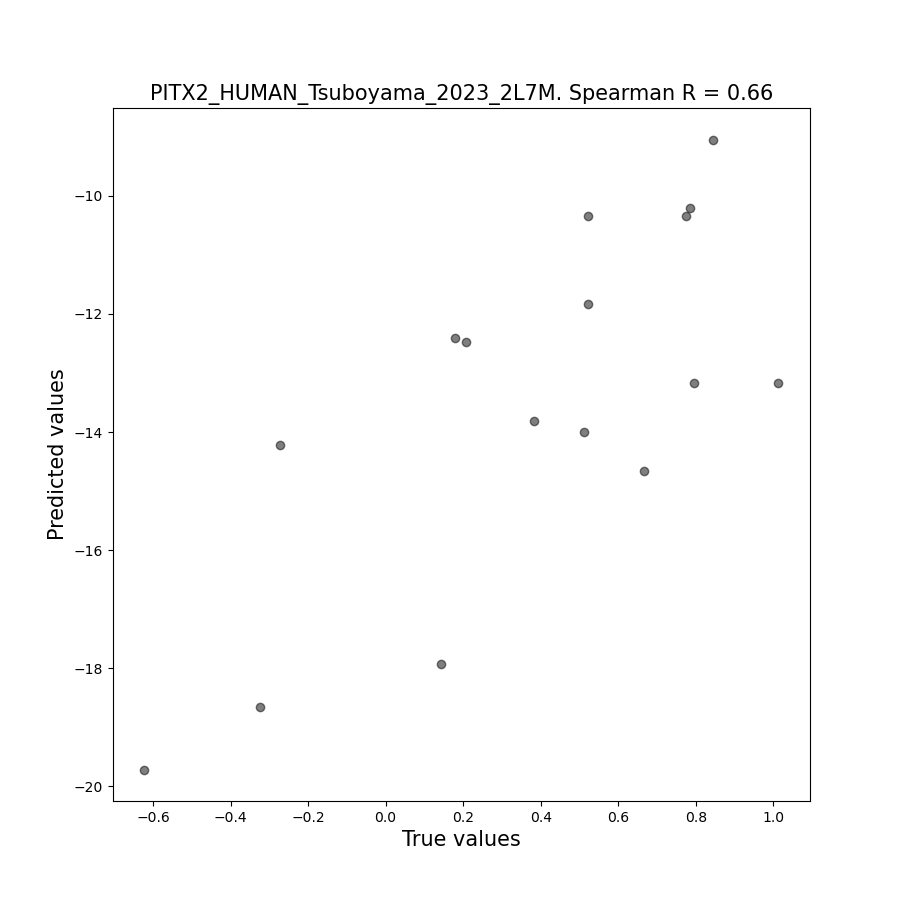 PITX2_HUMAN_Tsuboyama_2023_2L7M. Spearman R = 0.66
Predicted values
−10
−12
−14
−16
−18
−20
−0.6 −0.4 −0.2 0.0 0.2 0.4 0.6 0.8 1.0
True values